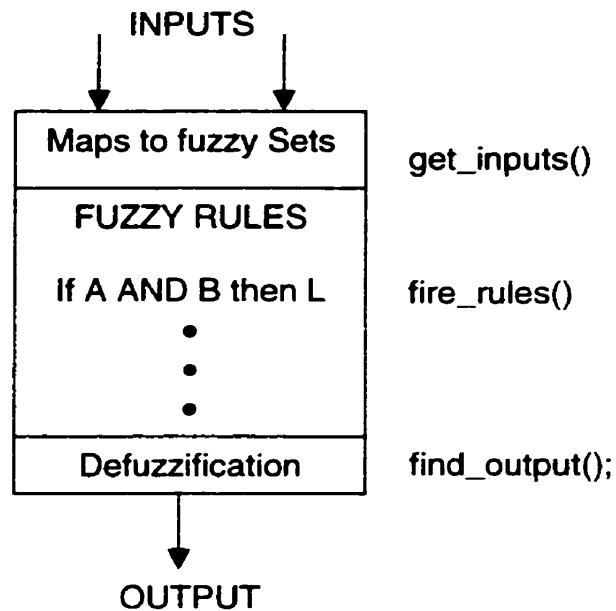 INPUTS
Maps to fuzzy Sets
get_inputs()
FUZZY RULES
If A AND B then L
fire_rules()
Defuzzification
find_output();
OUTPUT